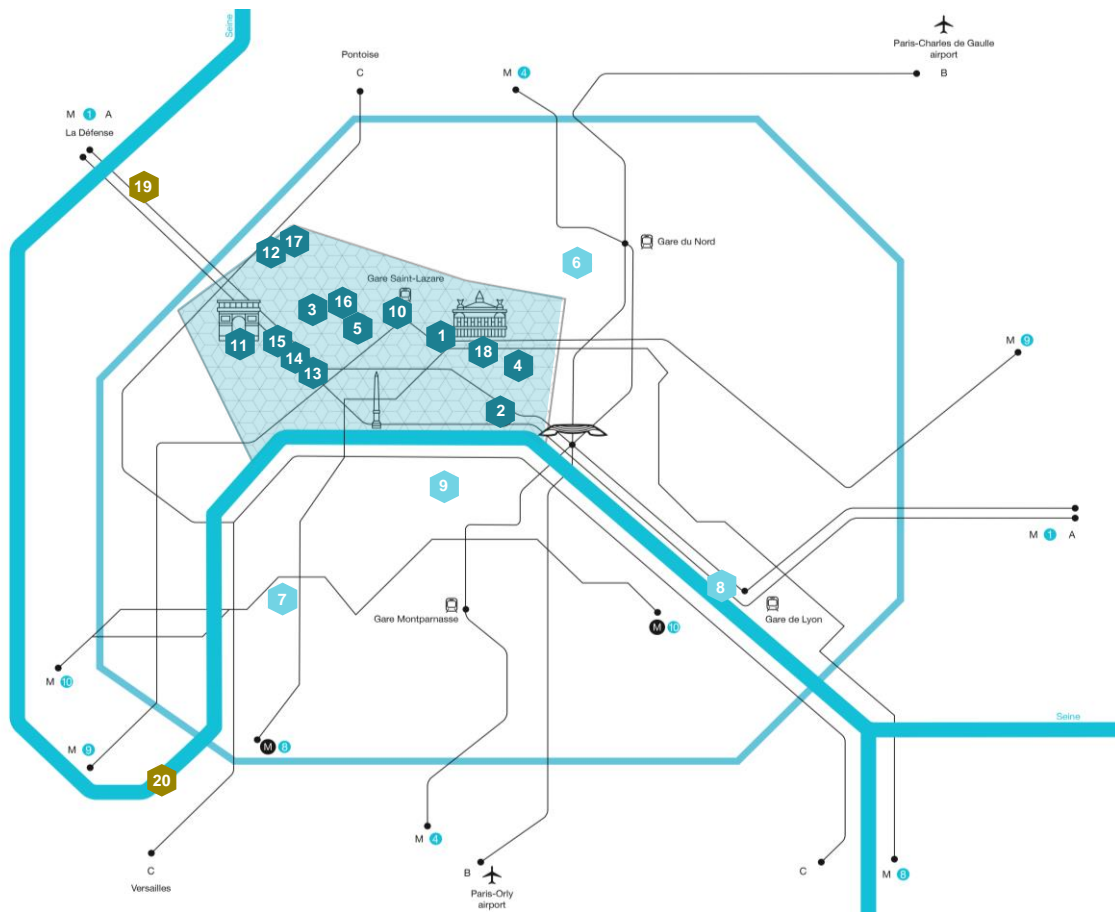 Seine
Paris-Charles de Gaulle
airport
B
Pontoise
C
M 4
M 1 A
La Défense
19
6
Gare du Nord
17
12
Gare Saint-Lazare
16
3
10
5
1
11
15
14
13
18
4
2
M 9
9
M 1 A
7
8
Gare Montparnasse
Gare de Lyon
M 10
M 10
Seine
M 9
M 8
20
M 4
C
Versailles
B
Paris-Orly
airport
C
M 8